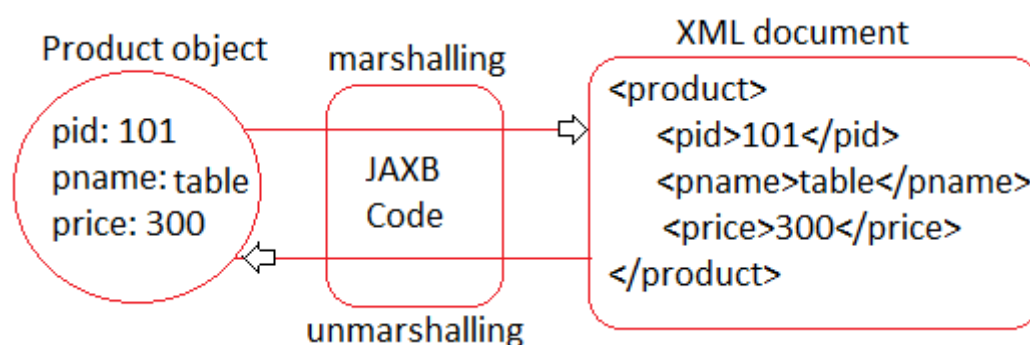 Product object
pid: 101
pname: table
price: 300
marshalling
JAXB
Code
unmarshalling
XML document
<product>
<pid>101</pid>
<pname>table</pname>
<price>300</price>
</product>